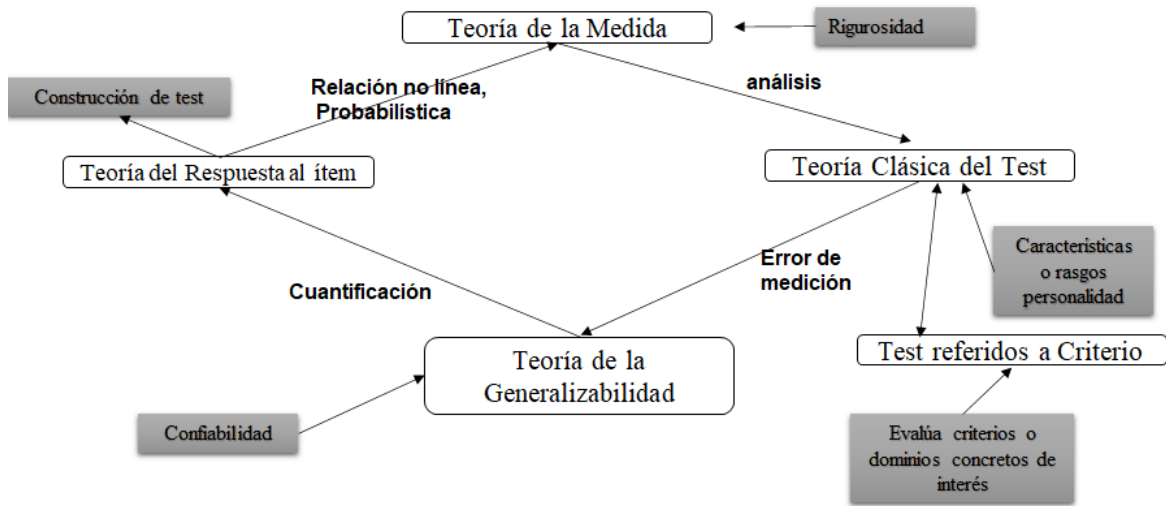 Teoría de la Medida
Rigurosidad
Relación no línea,
Probabilística
análisis
Construcción de test
Teoría del Respuesta al ítem
Teoría Clásica del Test
Error de
medición
Características
o rasgos
personalidad
Cuantificación
Teoría de la
Generalizabilidad
Test referidos a Criterio
Confiabilidad
Evalúa criterios o
dominios concretos de
interés